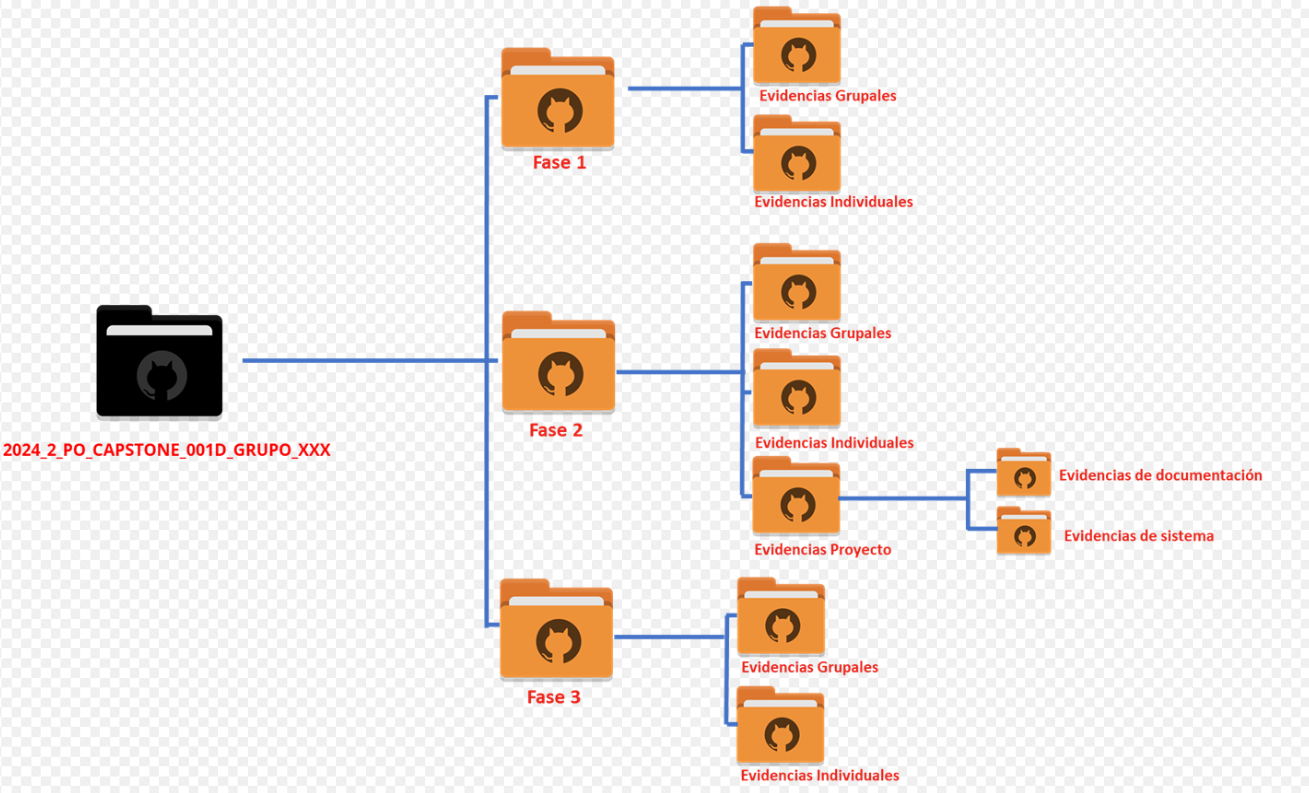 Evidencias Grupales
Fase 1
Evidencias Individuales
2024_2_PO_CAPSTONE_001D_GRUPO_XXX
Fase 2
Evidencias Grupales
Evidencias Individuales
Evidencias Proyecto
Evidencias de documentación
Evidencias de sistema
Fase 3
Evidencias Grupales
Evidencias Individuales